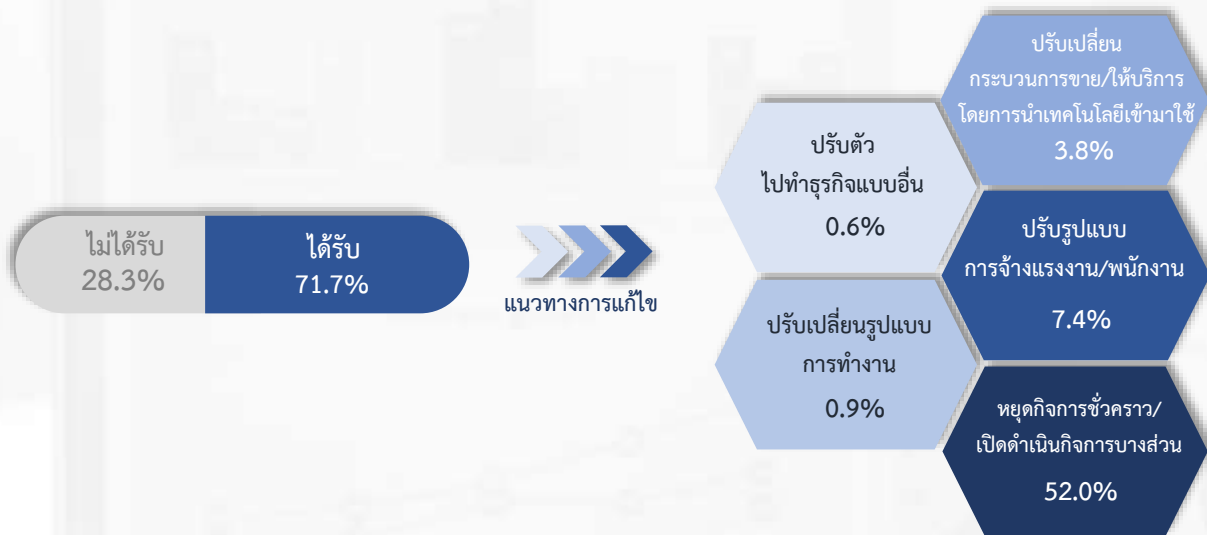 ไม่ได้รับ
28.3%
ได้รับ
71.7%
แนวทางการแก้ไข
ปรับตัว
ไปทำธุรกิจแบบอื่น
0.6%
ปรับเปลี่ยนรูปแบบ
การทำงาน
0.9%
ปรับเปลี่ยน
กระบวนการขาย/ให้บริการ
โดยการนำเทคโนโลยีเข้ามาใช้
3.8%
ปรับรูปแบบ
การจ้างแรงงาน/พนักงาน
7.4%
หยุดกิจการชั่วคราว/
เปิดดำเนินกิจการบางส่วน
52.0%